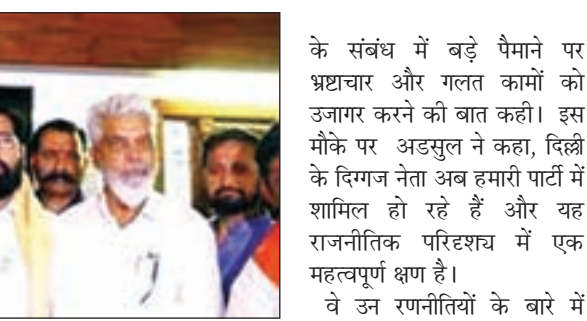 के संबंध में बड़े पैमाने पर
भ्रष्टाचार और गलत कामों को
उजागर करने की बात कही। इस
मौके पर अडसुल ने कहा, दिल्ली
के दिग्गज नेता अब हमारी पार्टी में
शामिल हो रहे हैं और यह
राजनीतिक परिदृश्य में एक
महत्वपूर्ण क्षण है।
वे उन रणनीतियों के बारे में